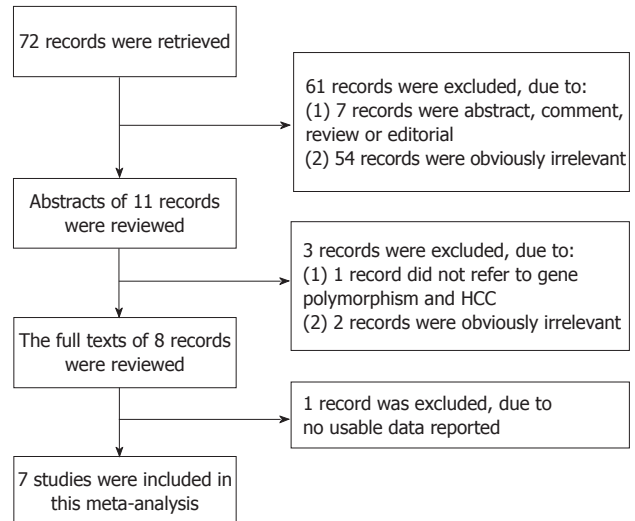 72 records were retrieved
61 records were excluded, due to:
(1) 7 records were abstract, comment,
review or editorial
(2) 54 records were obviously irrelevant
Abstracts of 11 records
were reviewed
3 records were excluded, due to:
(1) 1 record did not refer to gene
polymorphism and HCC
(2) 2 records were obviously irrelevant
The full texts of 8 records
were reviewed
1 record was excluded, due to
no usable data reported
7 studies were included in
this meta-analysis